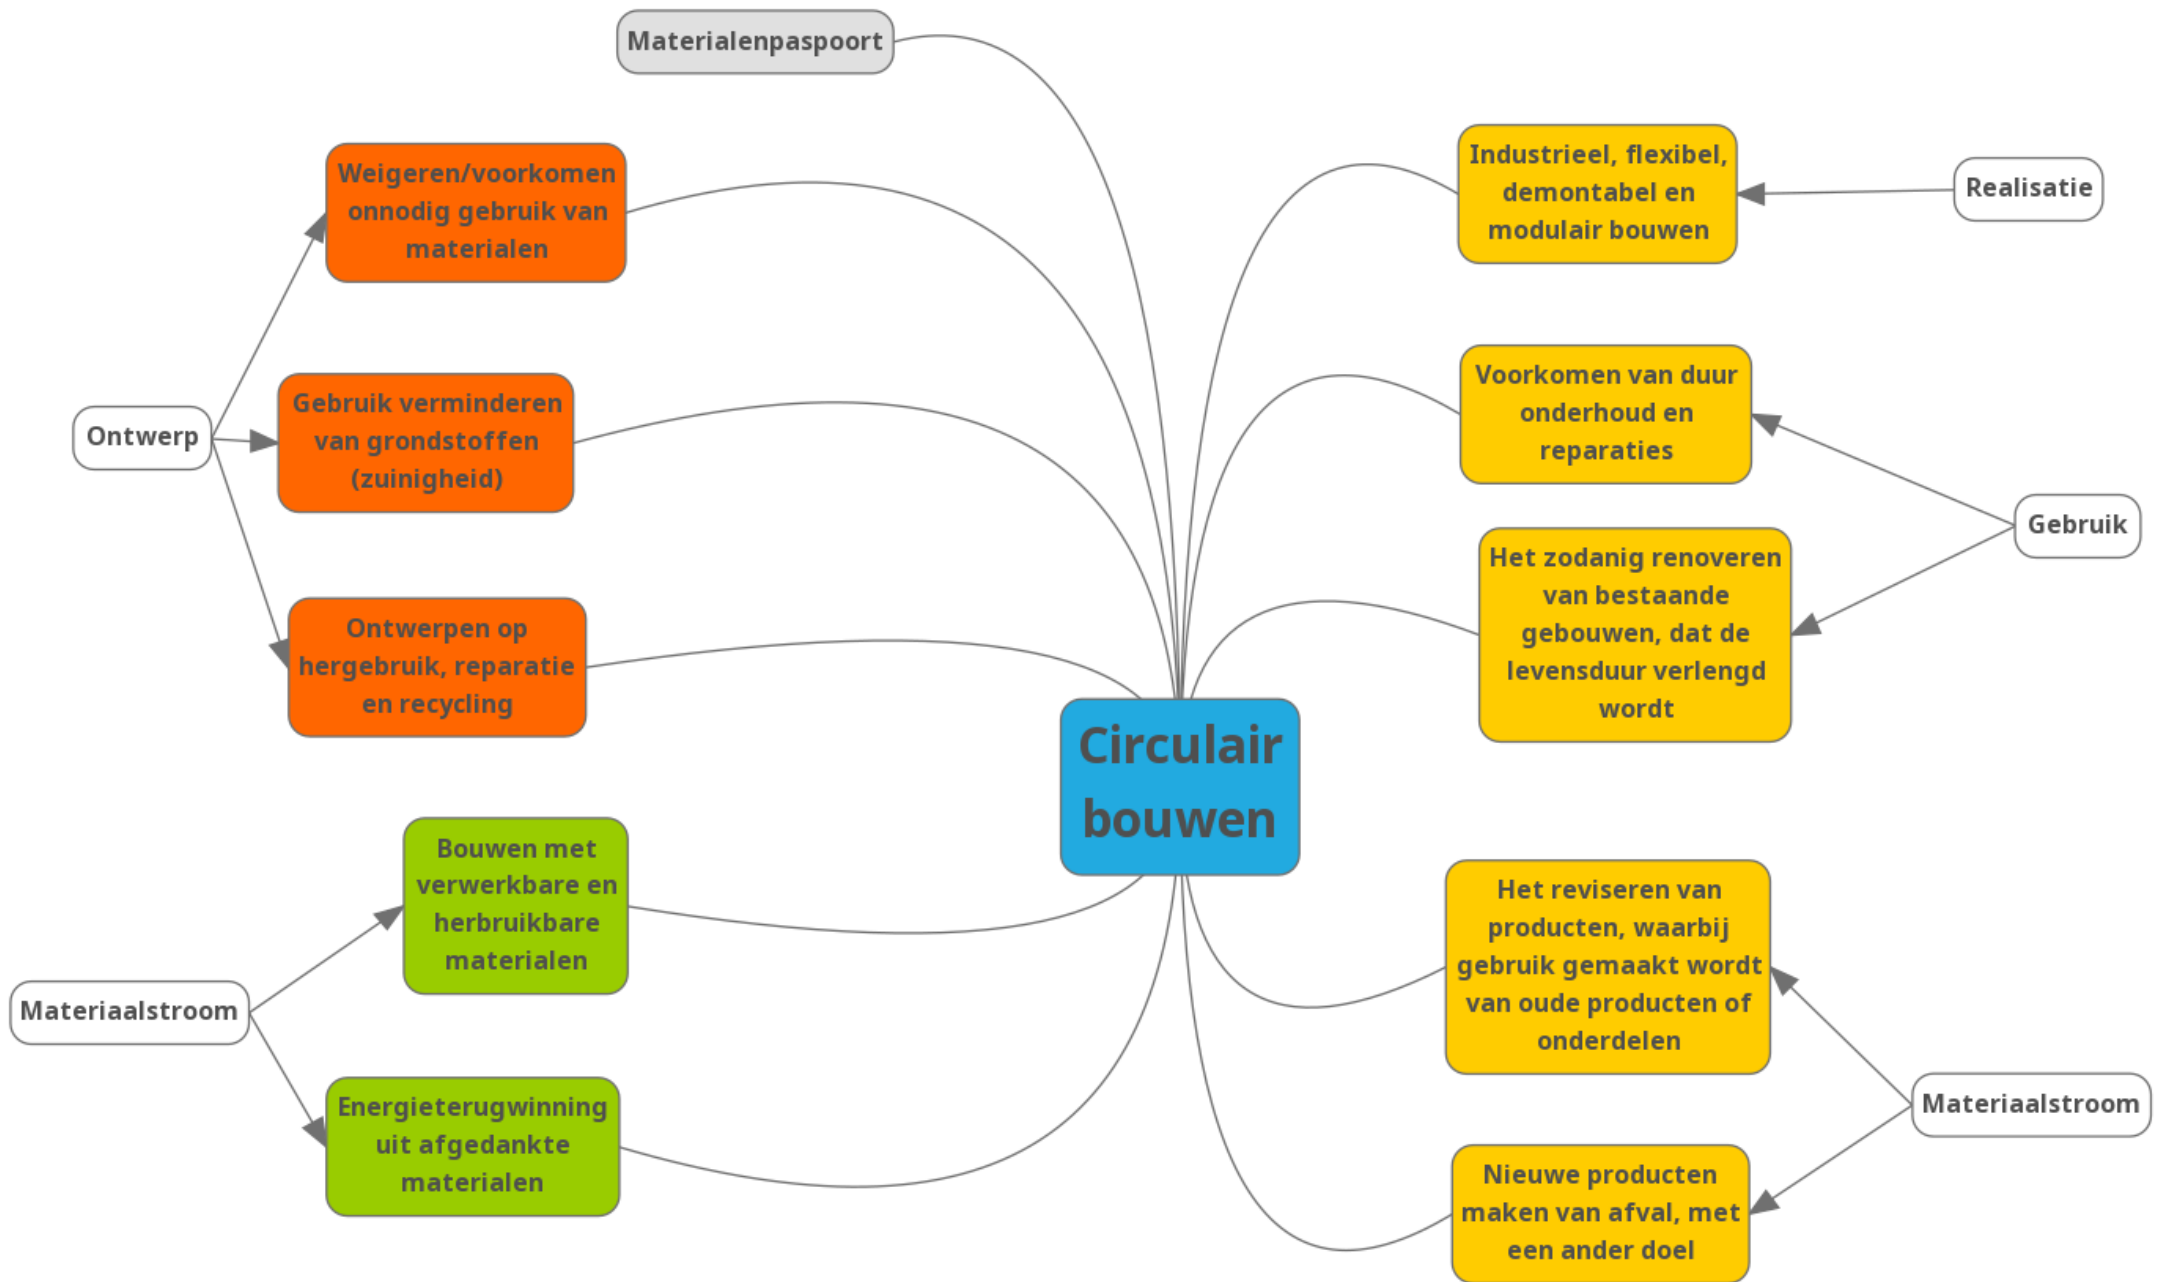 Materialenpaspoort
Weigeren/voorkomen
onnodig gebruik van
materialen
Gebruik verminderen
van grondstoffen
(zuinigheid)
Ontwerp
Ontwerpen op
hergebruik, reparatie
en recycling
Bouwen met
verwerkbare en
herbruikbare
materialen
Materiaalstroom
Energieterugwinning
uit afgedankte
materialen
Circulair
bouwen
Industrieel, flexibel,
demontabel en
modulair bouwen
Realisatie
Voorkomen van duur
onderhoud en
reparaties
Gebruik
Het zodanig renoveren
van bestaande
gebouwen, dat de
levensduur verlengd
wordt
Het reviseren van
producten, waarbij
gebruik gemaakt wordt
van oude producten of
onderdelen
Materiaalstroom
Nieuwe producten
maken van afval, met
een ander doel